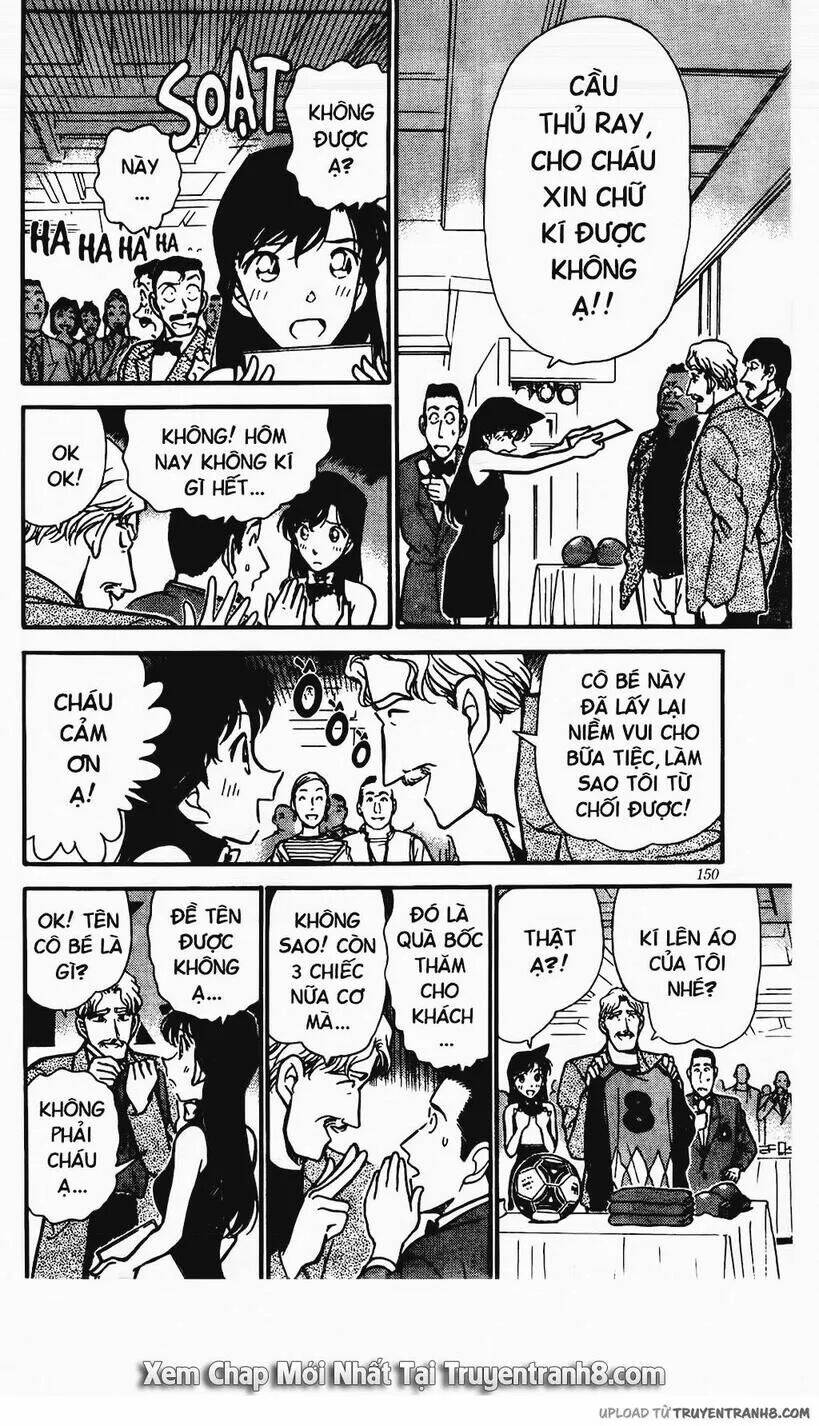 CẦU
THỦ RAY,
CHO CHÁU
XIN CHỮ
KÍ ĐƯỢC
KHÔNG
Ạ!!
KHÔNG
ĐƯỢC
Ạ?
SOẠT
NÀY
...
HA HA HA HA ..
KHÔNG! HÔM
NAY KHÔNG KÍ
GÌ HẾT...
OK
OK!
CÔ BÉ NÀY
ĐÃ LẤY LẠI
NIỀM VUI CHO
BỮA TIỆC, LÀM
SAO TÔI TỪ
CHỐI ĐƯỢC!
Ồ Ồ Ồ
CHÁU
CẢM
ƠN
Ạ!
150
KÍ LÊN ÁO
CỦA TÔI
NHÉ?
THẬT
Ạ?!
8
ĐÓ LÀ
QUÀ BỐC
THĂM
CHO
KHÁCH
...
KHÔNG
SAO! CÒN
3 CHIẾC
NỮA CƠ
MÀ...
ĐỀ TÊN
ĐƯỢC
KHÔNG
Ạ...
OK! TÊN
CÔ BÉ LÀ
GÌ?
KHÔNG
PHẢI
CHÁU
Ạ...
Xem Chap Mới Nhất Tại Truyentranh8.com
UPLOAD TỪ TRUYENTRANH8.COM